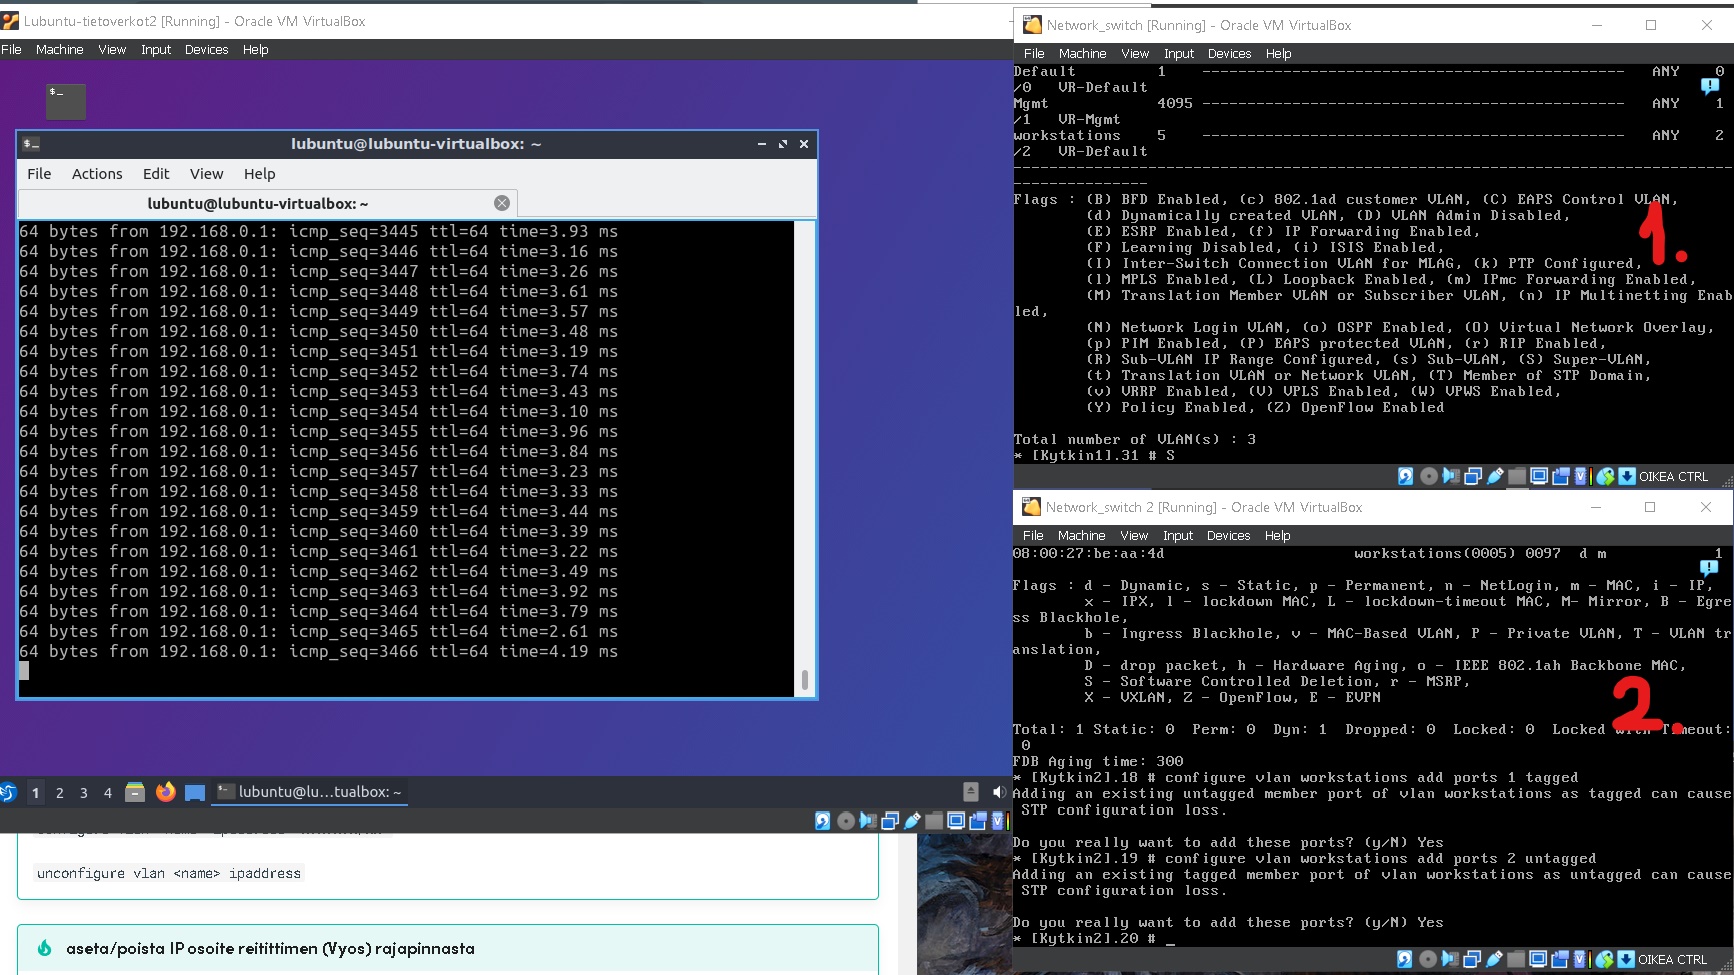 Lubuntu-tietoverkot2 [Running] - Oracle VM VirtualBox
File Machine View Input Devices Help
lubuntu@lubuntu-virtualbox: ~
File Actions Edit View Help
lubuntu@lubuntu-virtualbox: ~
64 bytes from 192.168.0.1: icmp_seq=3445 ttl=64 time=3.93 ms
64 bytes from 192.168.0.1: icmp_seq=3446 ttl=64 time=3.16 ms
64 bytes from 192.168.0.1: icmp_seq=3447 ttl=64 time=3.26 ms
64 bytes from 192.168.0.1: icmp_seq=3448 ttl=64 time=3.61 ms
64 bytes from 192.168.0.1: icmp_seq=3449 ttl=64 time=3.57 ms
64 bytes from 192.168.0.1: icmp_seq=3450 ttl=64 time=3.48 ms
64 bytes from 192.168.0.1: icmp_seq=3451 ttl=64 time=3.19 ms
64 bytes from 192.168.0.1: icmp_seq=3452 ttl=64 time=3.74 ms
64 bytes from 192.168.0.1: icmp_seq=3453 ttl=64 time=3.43 ms
64 bytes from 192.168.0.1: icmp_seq=3454 ttl=64 time=3.10 ms
64 bytes from 192.168.0.1: icmp_seq=3455 ttl=64 time=3.96 ms
64 bytes from 192.168.0.1: icmp_seq=3456 ttl=64 time=3.84 ms
64 bytes from 192.168.0.1: icmp_seq=3457 ttl=64 time=3.23 ms
64 bytes from 192.168.0.1: icmp_seq=3458 ttl=64 time=3.33 ms
64 bytes from 192.168.0.1: icmp_seq=3459 ttl=64 time=3.44 ms
64 bytes from 192.168.0.1: icmp_seq=3460 ttl=64 time=3.39 ms
64 bytes from 192.168.0.1: icmp_seq=3461 ttl=64 time=3.22 ms
64 bytes from 192.168.0.1: icmp_seq=3462 ttl=64 time=3.49 ms
64 bytes from 192.168.0.1: icmp_seq=3463 ttl=64 time=3.92 ms
64 bytes from 192.168.0.1: icmp_seq=3464 ttl=64 time=3.79 ms
64 bytes from 192.168.0.1: icmp_seq=3465 ttl=64 time=2.61 ms
64 bytes from 192.168.0.1: icmp_seq=3466 ttl=64 time=4.19 ms
1 2 3 4 lubuntu@lu...tualbox: ~
unconfigure vlan <name> ipaddress
aseta/poista IP osoite reitittimen (Vyos) rajapinnasta
Network_switch [Running] - Oracle VM VirtualBox
File Machine View Input Devices Help
Default 1 ----------------------------------------------- ANY 0
/0 VR-Default
Mgmt 4095 ----------------------------------------------- ANY 1
/1 VR-Mgmt
workstations 5 ----------------------------------------------- ANY 2
/2 VR-Default
--------------------------------------------------------------------------------
---------------
Flags : (B) BFD Enabled, (c) 802.1ad customer VLAN, (C) EAPS Control VLAN,
(d) Dynamically created VLAN, (D) VLAN Admin Disabled,
(E) ESRP Enabled, (f) IP Forwarding Enabled,
(F) Learning Disabled, (i) ISIS Enabled,
(I) Inter-Switch Connection VLAN for MLAG, (k) PTP Configured,
(l) MPLS Enabled, (L) Loopback Enabled, (m) IPmc Forwarding Enabled,
(M) Translation Member VLAN or Subscriber VLAN, (n) IP Multinetting Enab
led,
(N) Network Login VLAN, (o) OSPF Enabled, (O) Virtual Network Overlay,
(p) PIM Enabled, (P) EAPS protected VLAN, (r) RIP Enabled,
(R) Sub-VLAN IP Range Configured, (s) Sub-VLAN, (S) Super-VLAN,
(t) Translation VLAN or Network VLAN, (T) Member of STP Domain,
(v) VRRP Enabled, (V) VPLS Enabled, (W) VPWS Enabled,
(Y) Policy Enabled, (Z) OpenFlow Enabled
Total number of VLAN(s) : 3
* [Kytkin1].31 # S
1.
OIKEA CTRL
Network_switch 2 [Running] - Oracle VM VirtualBox
File Machine View Input Devices Help
08:00:27:be:aa:4d workstations(0005) 0097 d m 1
Flags : d - Dynamic, s - Static, p - Permanent, n - NetLogin, m - MAC, i - IP,
x - IPX, l - lockdown MAC, L - lockdown-timeout MAC, M- Mirror, B - Egre
ss Blackhole,
b - Ingress Blackhole, v - MAC-Based VLAN, P - Private VLAN, T - VLAN tr
anslation,
D - drop packet, h - Hardware Aging, o - IEEE 802.1ah Backbone MAC,
S - Software Controlled Deletion, r - MSRP,
X - VXLAN, Z - OpenFlow, E - EVPN
Total: 1 Static: 0 Perm: 0 Dyn: 1 Dropped: 0 Locked: 0 Locked with Timeout:
0
FDB Aging time: 300
* [Kytkin2].18 # configure vlan workstations add ports 1 tagged
Adding an existing untagged member port of vlan workstations as tagged can cause
STP configuration loss.
Do you really want to add these ports? (y/N) Yes
* [Kytkin2].19 # configure vlan workstations add ports 2 untagged
Adding an existing tagged member port of vlan workstations as untagged can cause
STP configuration loss.
Do you really want to add these ports? (y/N) Yes
* [Kytkin2].20 # _
2.
OIKEA CTRL